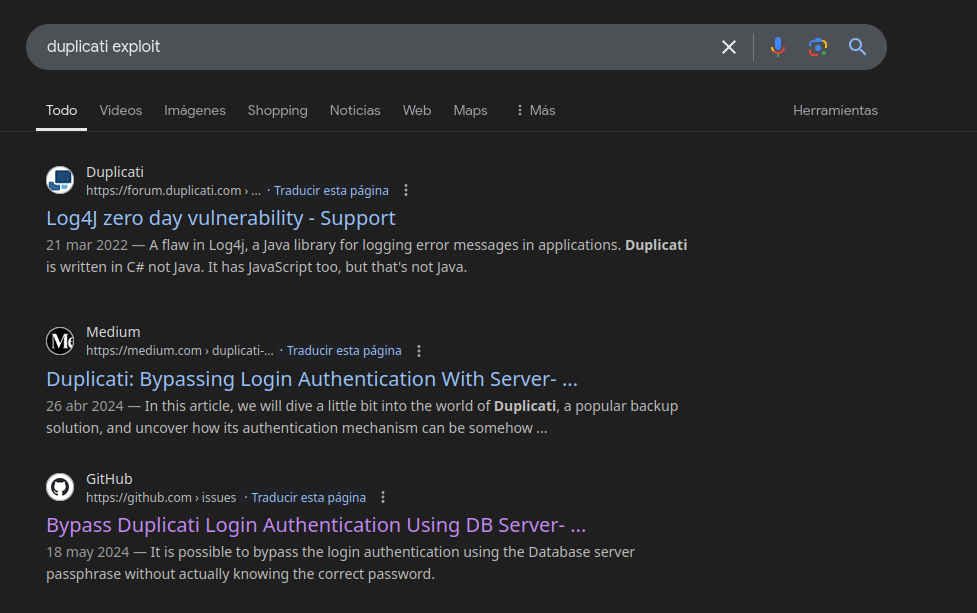 duplicati exploit
Todo Videos Imágenes Shopping Noticias Web Maps Más Herramientas
Duplicati
https://forum.duplicati.com › ... · Traducir esta página
Log4J zero day vulnerability - Support
21 mar 2022 — A flaw in Log4j, a Java library for logging error messages in applications. Duplicati
is written in C# not Java. It has JavaScript too, but that's not Java.
Me
Medium
https://medium.com › duplicati-... · Traducir esta página
Duplicati: Bypassing Login Authentication With Server- ...
26 abr 2024 — In this article, we will dive a little bit into the world of Duplicati, a popular backup
solution, and uncover how its authentication mechanism can be somehow ...
GitHub
https://github.com › issues · Traducir esta página
Bypass Duplicati Login Authentication Using DB Server- ...
18 may 2024 — It is possible to bypass the login authentication using the Database server
passphrase without actually knowing the correct password.